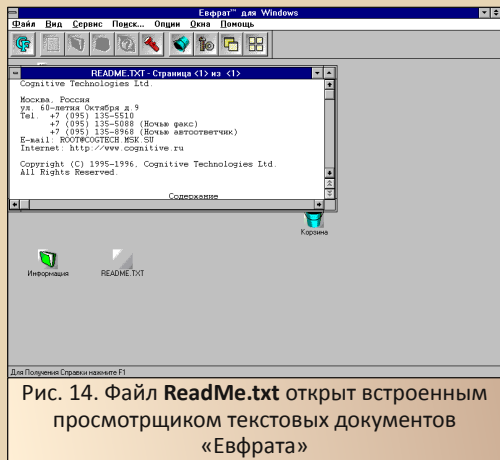 Евфрат™ для Windows
Файл Вид Сервис Поиск... Опции Окна Помощь
README.TXT - Страница <1> из <1>
Cognitive Technologies Ltd.
Москва, Россия
ул. 60-летия Октября д.9
Tel. +7 (095) 135-5510
+7 (095) 135-5088 (Ночью факс)
+7 (095) 135-8968 (Ночью автоответчик)
E-mail: ROOT@COGTECH.MSK.SU
Internet: http://www.cognitive.ru
Copyright (C) 1995-1996, Cognitive Technologies Ltd.
All Rights Reserved.
Содержание
Корзина
Информация README.TXT
Для Получения Справки нажмите F1
Рис. 14. Файл ReadMe.txt открыт встроенным
просмотрщиком текстовых документов
«Евфрата»